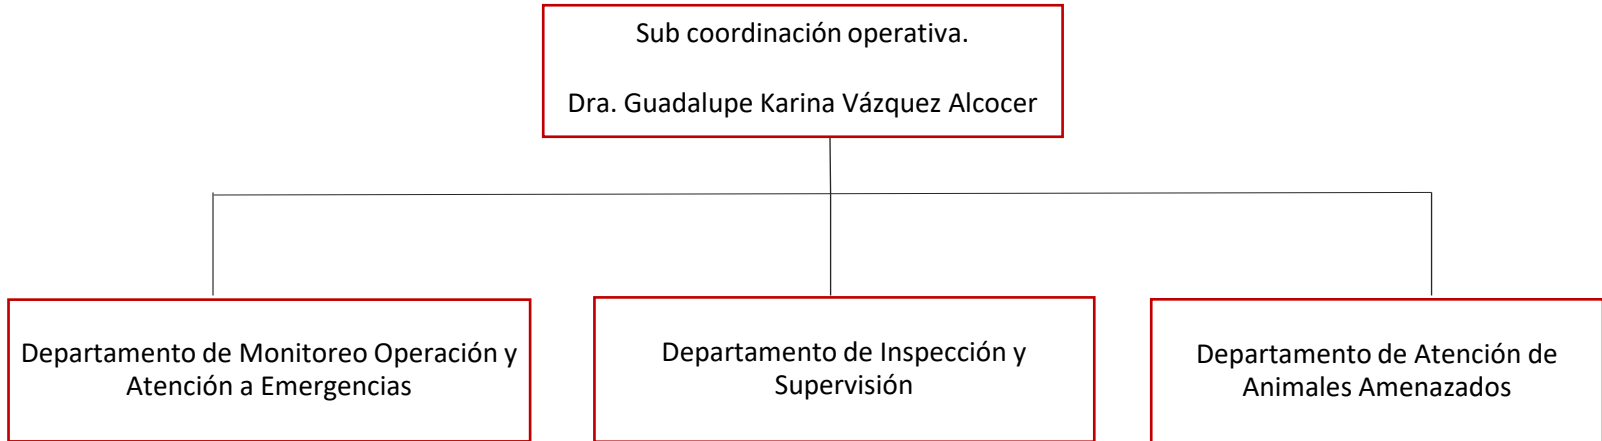 Sub coordinación operativa.
Dra. Guadalupe Karina Vázquez Alcocer
Departamento de Monitoreo Operación y
Atención a Emergencias
Departamento de Inspección y
Supervisión
Departamento de Atención de
Animales Amenazados